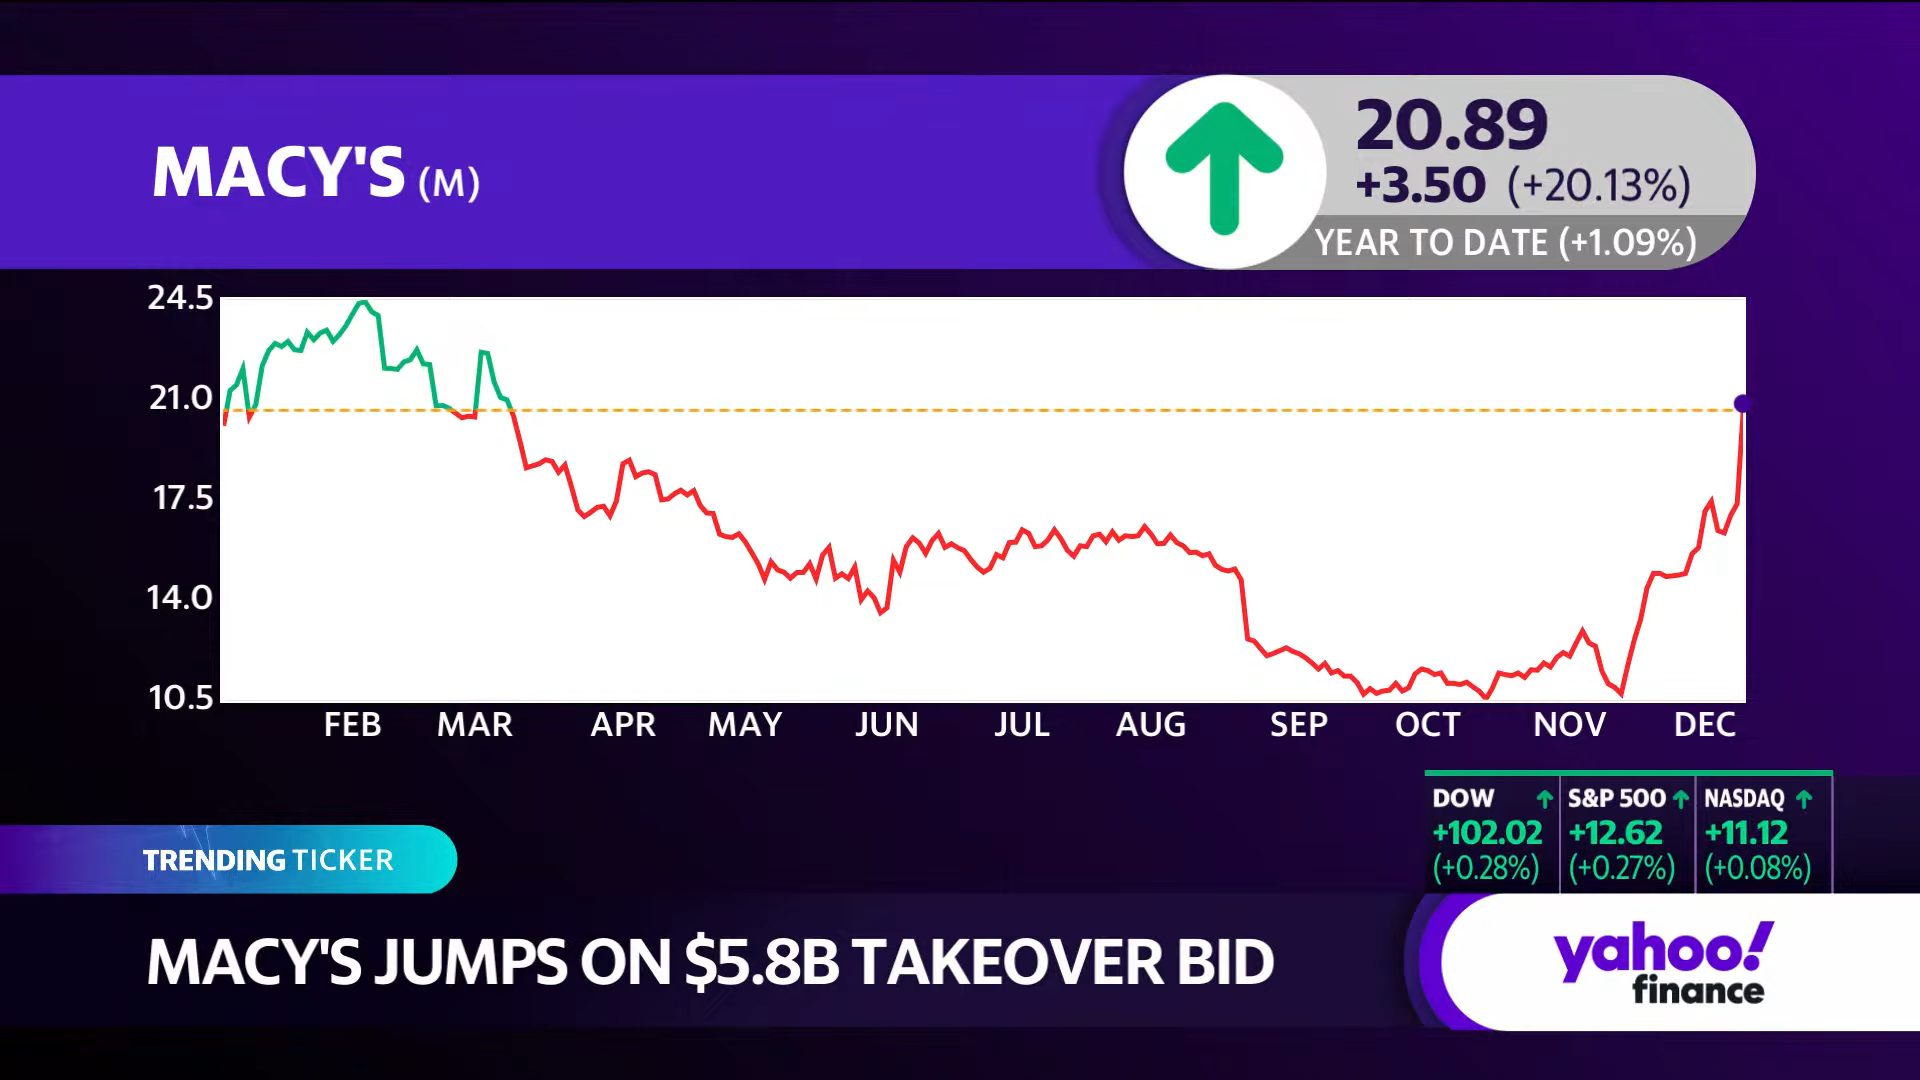 MACY'S (M)
20.89
+3.50 (+20.13%)
YEAR TO DATE (+1.09%)
24.5
21.0
17.5
14.0
10.5
FEB MAR APR MAY JUN JUL AUG SEP OCT NOV DEC
DOW S&P 500 NASDAQ
+102.02 +12.62 +11.12
(+0.28%) (+0.27%) (+0.08%)
TRENDING TICKER
MACY'S JUMPS ON $5.8B TAKEOVER BID
yahoo!
finance